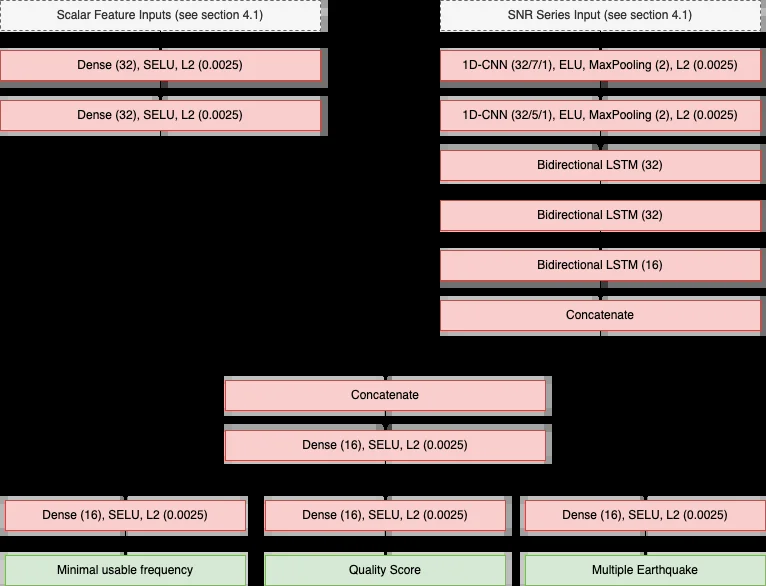 Scalar Feature Inputs (see section 4.1)
Dense (32), SELU, L2 (0.0025)
Dense (32), SELU, L2 (0.0025)
SNR Series Input (see section 4.1)
1D-CNN (32/7/1), ELU, MaxPooling (2), L2 (0.0025)
1D-CNN (32/5/1), ELU, MaxPooling (2), L2 (0.0025)
Bidirectional LSTM (32)
Bidirectional LSTM (32)
Bidirectional LSTM (16)
Concatenate
Concatenate
Dense (16), SELU, L2 (0.0025)
Dense (16), SELU, L2 (0.0025)
Minimal usable frequency
Dense (16), SELU, L2 (0.0025)
Quality Score
Dense (16), SELU, L2 (0.0025)
Multiple Earthquake